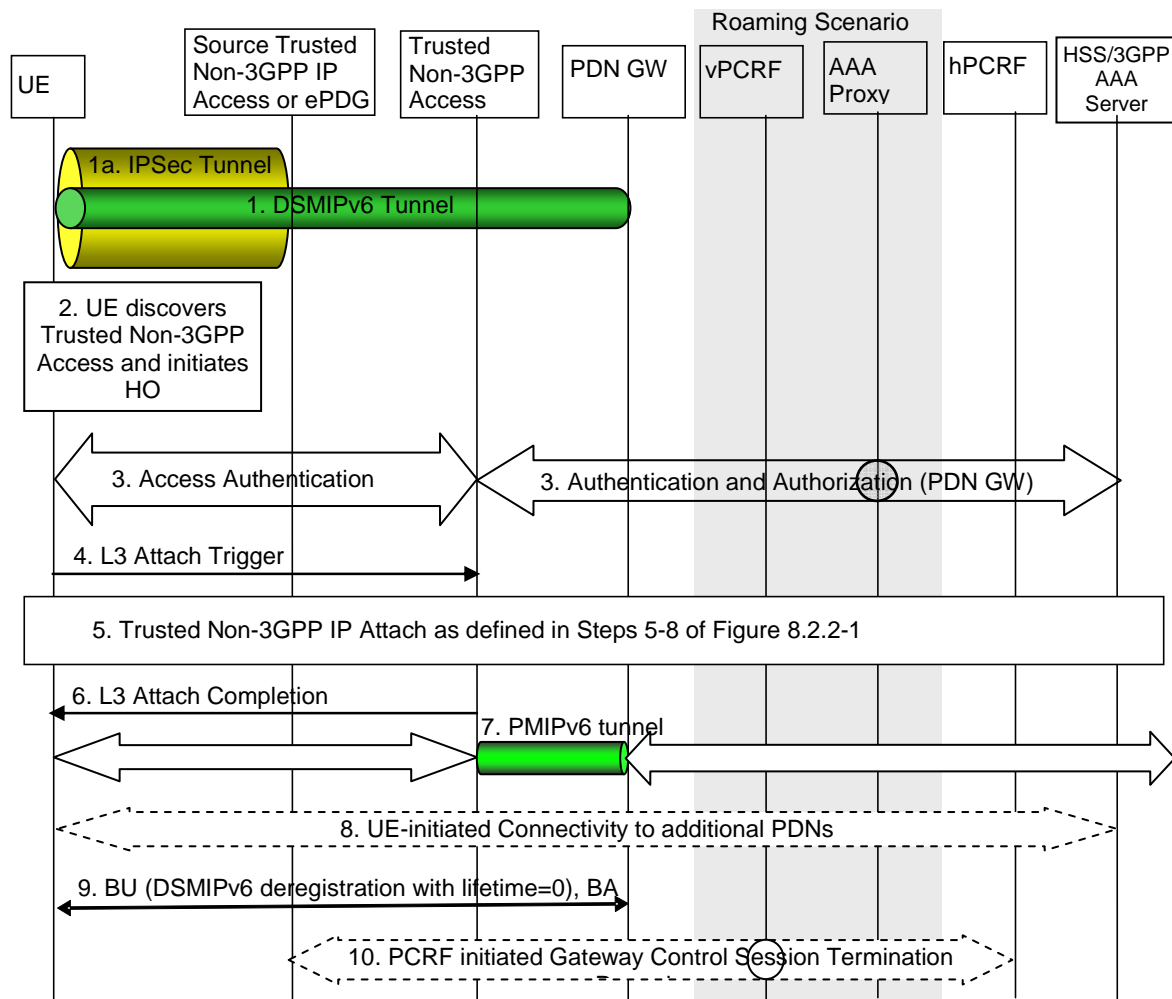 Roaming Scenario
UE
Source Trusted
Non-3GPP IP
Access or ePDG
Trusted
Non-3GPP
Access
PDN GW
vPCRF
AAA
Proxy
hPCRF
HSS/3GPP
AAA
Server
1a. IPSec Tunnel
1. DSMIPv6 Tunnel
2. UE discovers
Trusted Non-3GPP
Access and initiates
HO
3. Access Authentication
3. Authentication and Authorization (PDN GW)
4. L3 Attach Trigger
5. Trusted Non-3GPP IP Attach as defined in Steps 5-8 of Figure 8.2.2-1
6. L3 Attach Completion
7. PMIPv6 tunnel
8. UE-initiated Connectivity to additional PDNs
9. BU (DSMIPv6 deregistration with lifetime=0), BA
10. PCRF initiated Gateway Control Session Termination